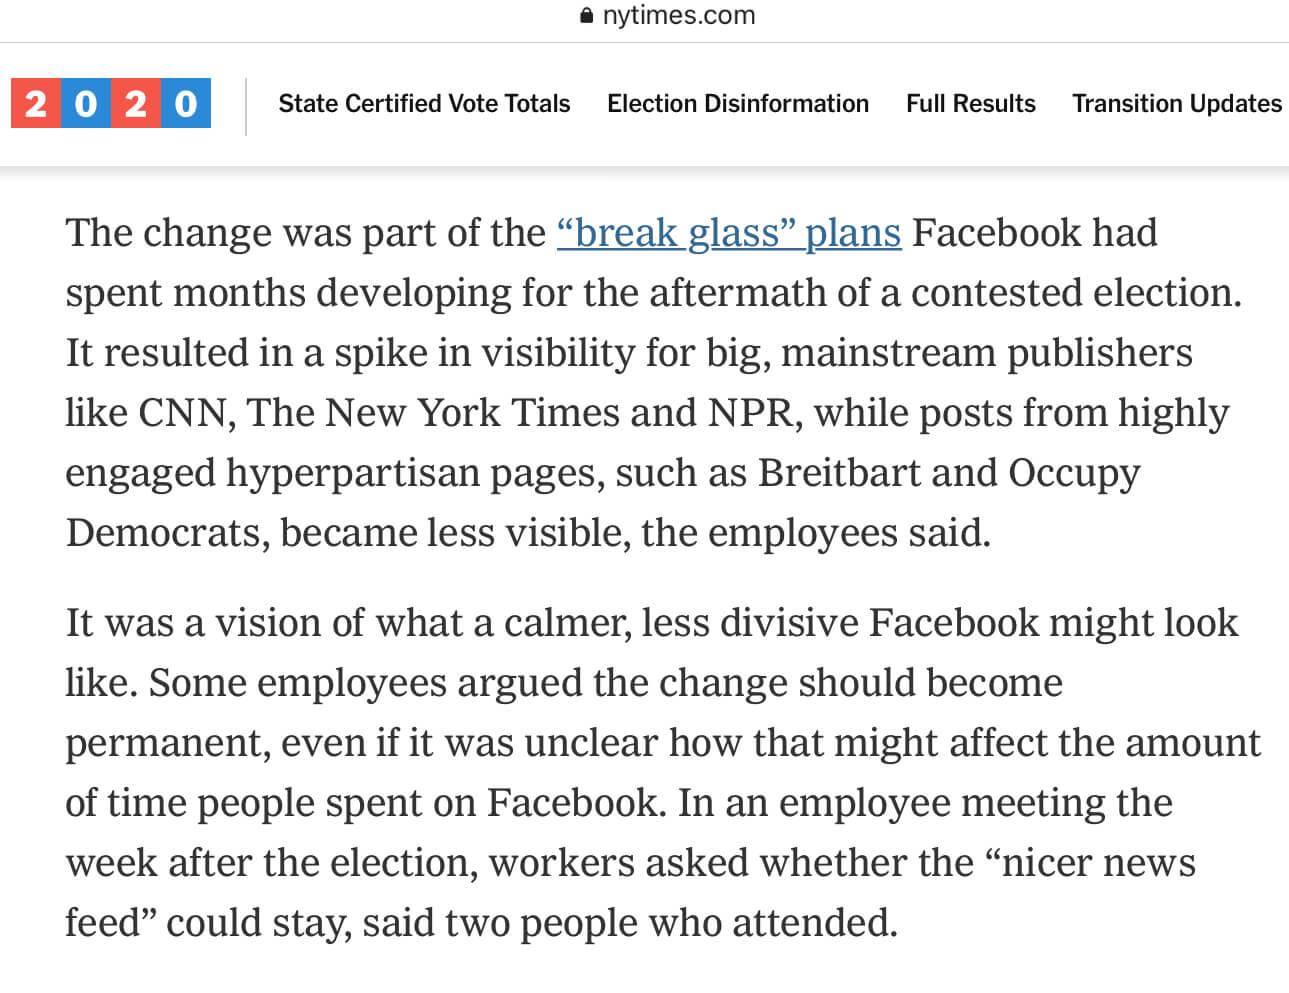 nytimes.com
2020
State Certified Vote Totals Election Disinformation Full Results Transition Updates
The change was part of the “break glass” plans Facebook had
spent months developing for the aftermath of a contested election.
It resulted in a spike in visibility for big, mainstream publishers
like CNN, The New York Times and NPR, while posts from highly
engaged hyperpartisan pages, such as Breitbart and Occupy
Democrats, became less visible, the employees said.
It was a vision of what a calmer, less divisive Facebook might look
like. Some employees argued the change should become
permanent, even if it was unclear how that might affect the amount
of time people spent on Facebook. In an employee meeting the
week after the election, workers asked whether the “nicer news
feed” could stay, said two people who attended.